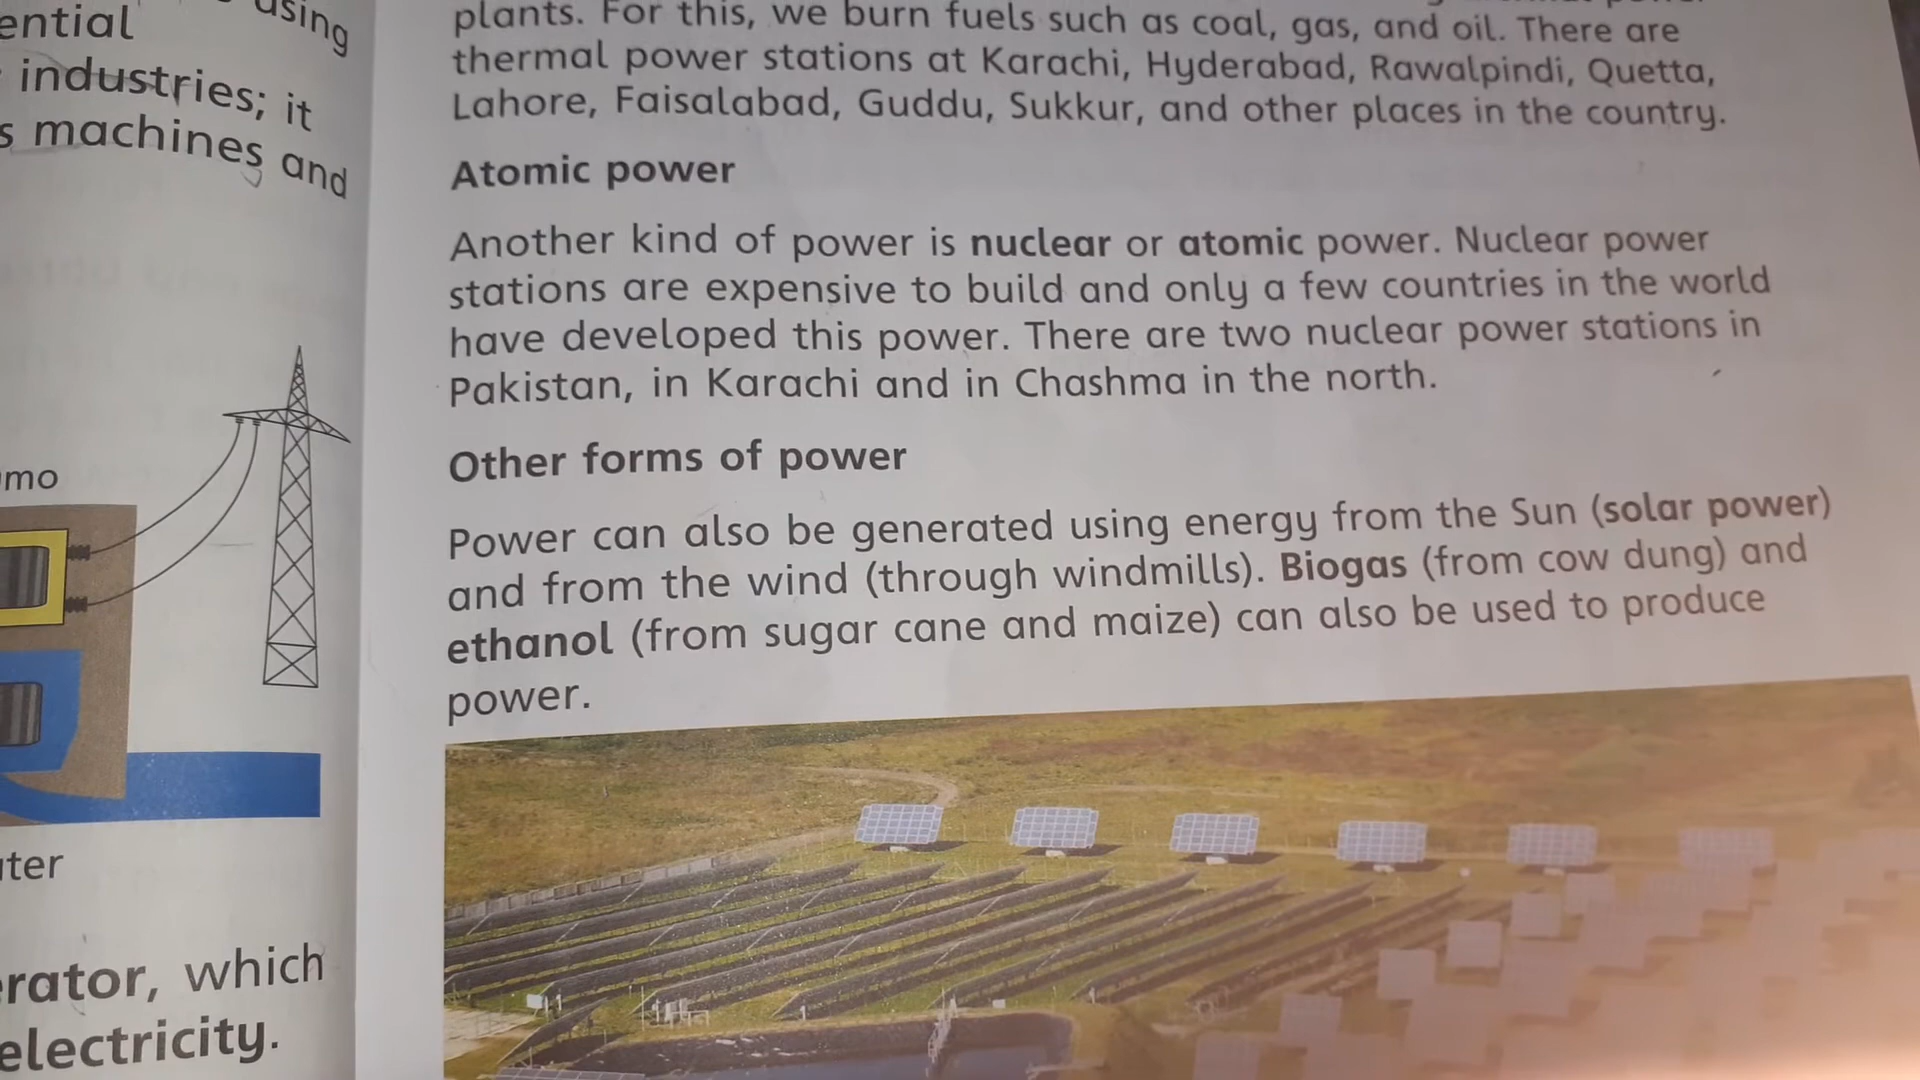 using
ential
industries; it
machines and
mo
ter
rator, which
electricity.
plants. For this, we burn fuels such as coal, gas, and oil. There are
thermal power stations at Karachi, Hyderabad, Rawalpindi, Quetta,
Lahore, Faisalabad, Guddu, Sukkur, and other places in the country.
Atomic power
Another kind of power is nuclear or atomic power. Nuclear power
stations are expensive to build and only a few countries in the world
have developed this power. There are two nuclear power stations in
Pakistan, in Karachi and in Chashma in the north.
Other forms of power
Power can also be generated using energy from the Sun (solar power)
and from the wind (through windmills). Biogas (from cow dung) and
ethanol (from sugar cane and maize) can also be used to produce
power.